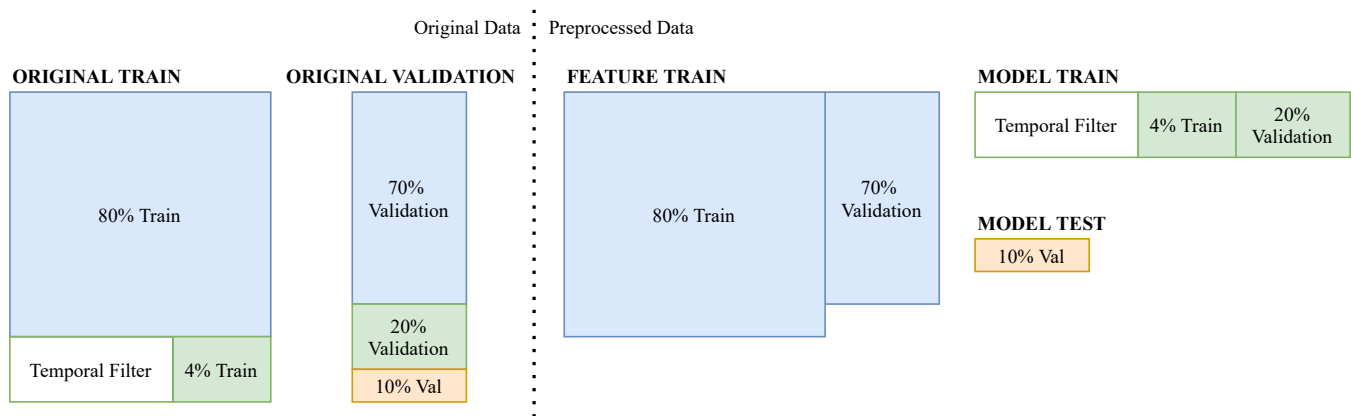 Original Data
Preprocessed Data
ORIGINAL TRAIN
80% Train
Temporal Filter
4% Train
ORIGINAL VALIDATION
70%
Validation
20%
Validation
10% Val
FEATURE TRAIN
80% Train
70%
Validation
MODEL TRAIN
Temporal Filter
4% Train
20%
Validation
MODEL TEST
10% Val